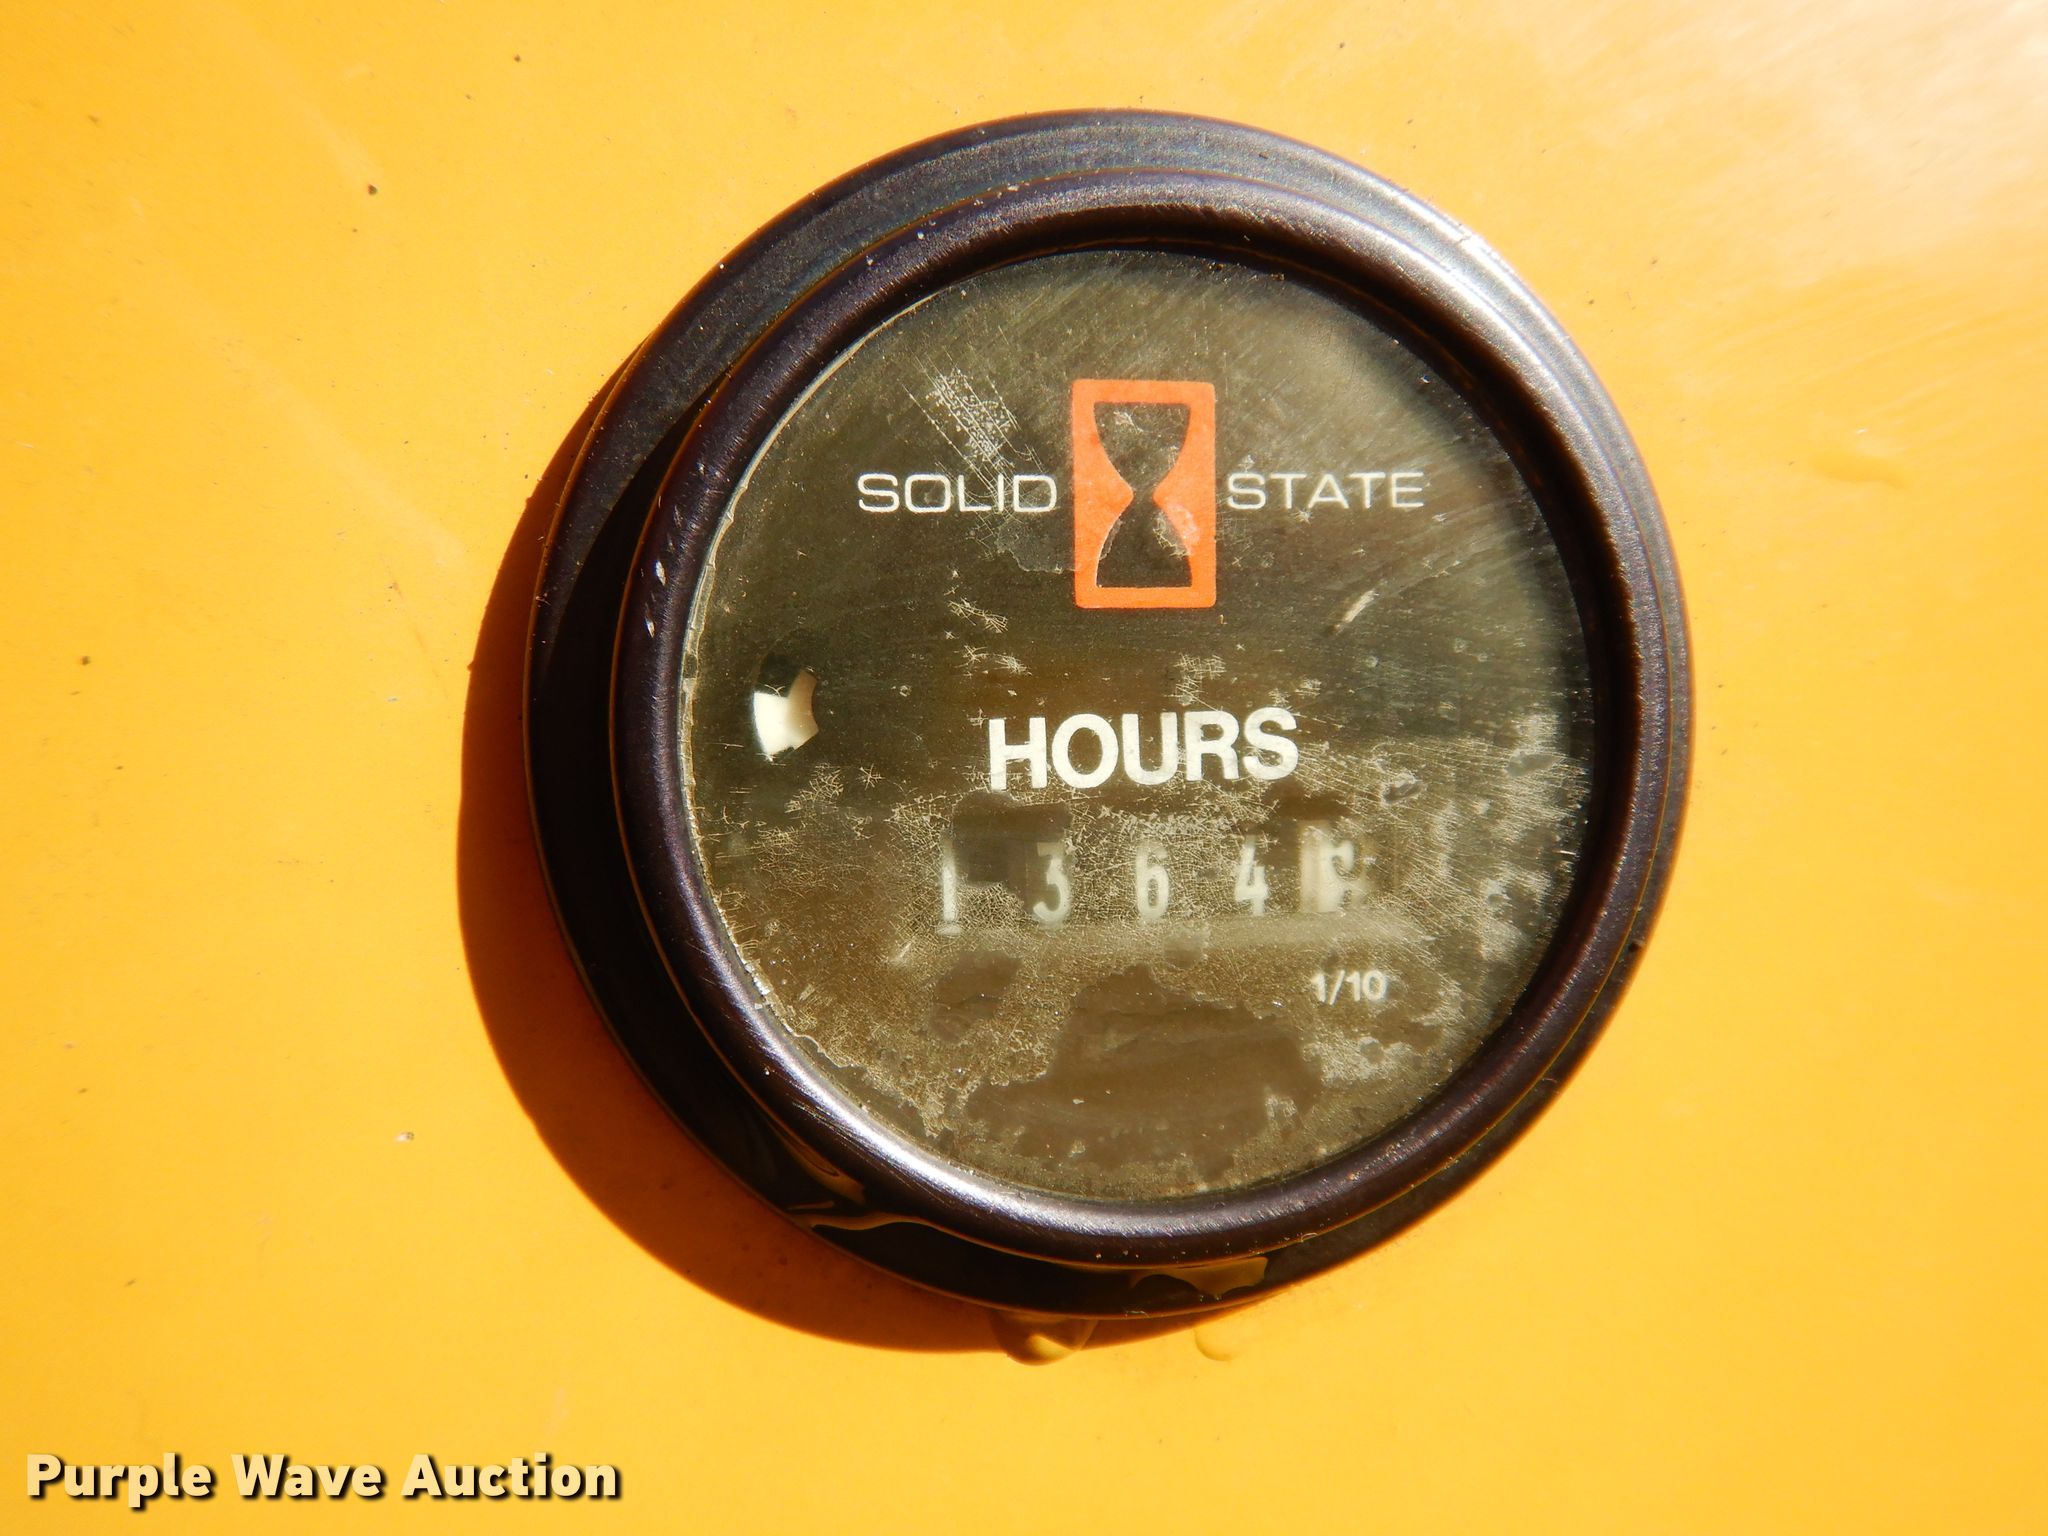 SOLID STATE
HOURS
1364
1/10
Purple Wave Auction